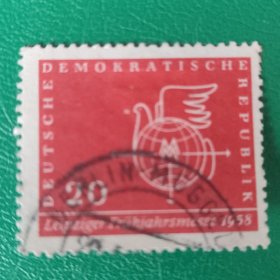 DEUTSCHE
DEMOKRATISCHE
REPUBLIK
M
20
Leipziger Frühjahrsmesse 1958